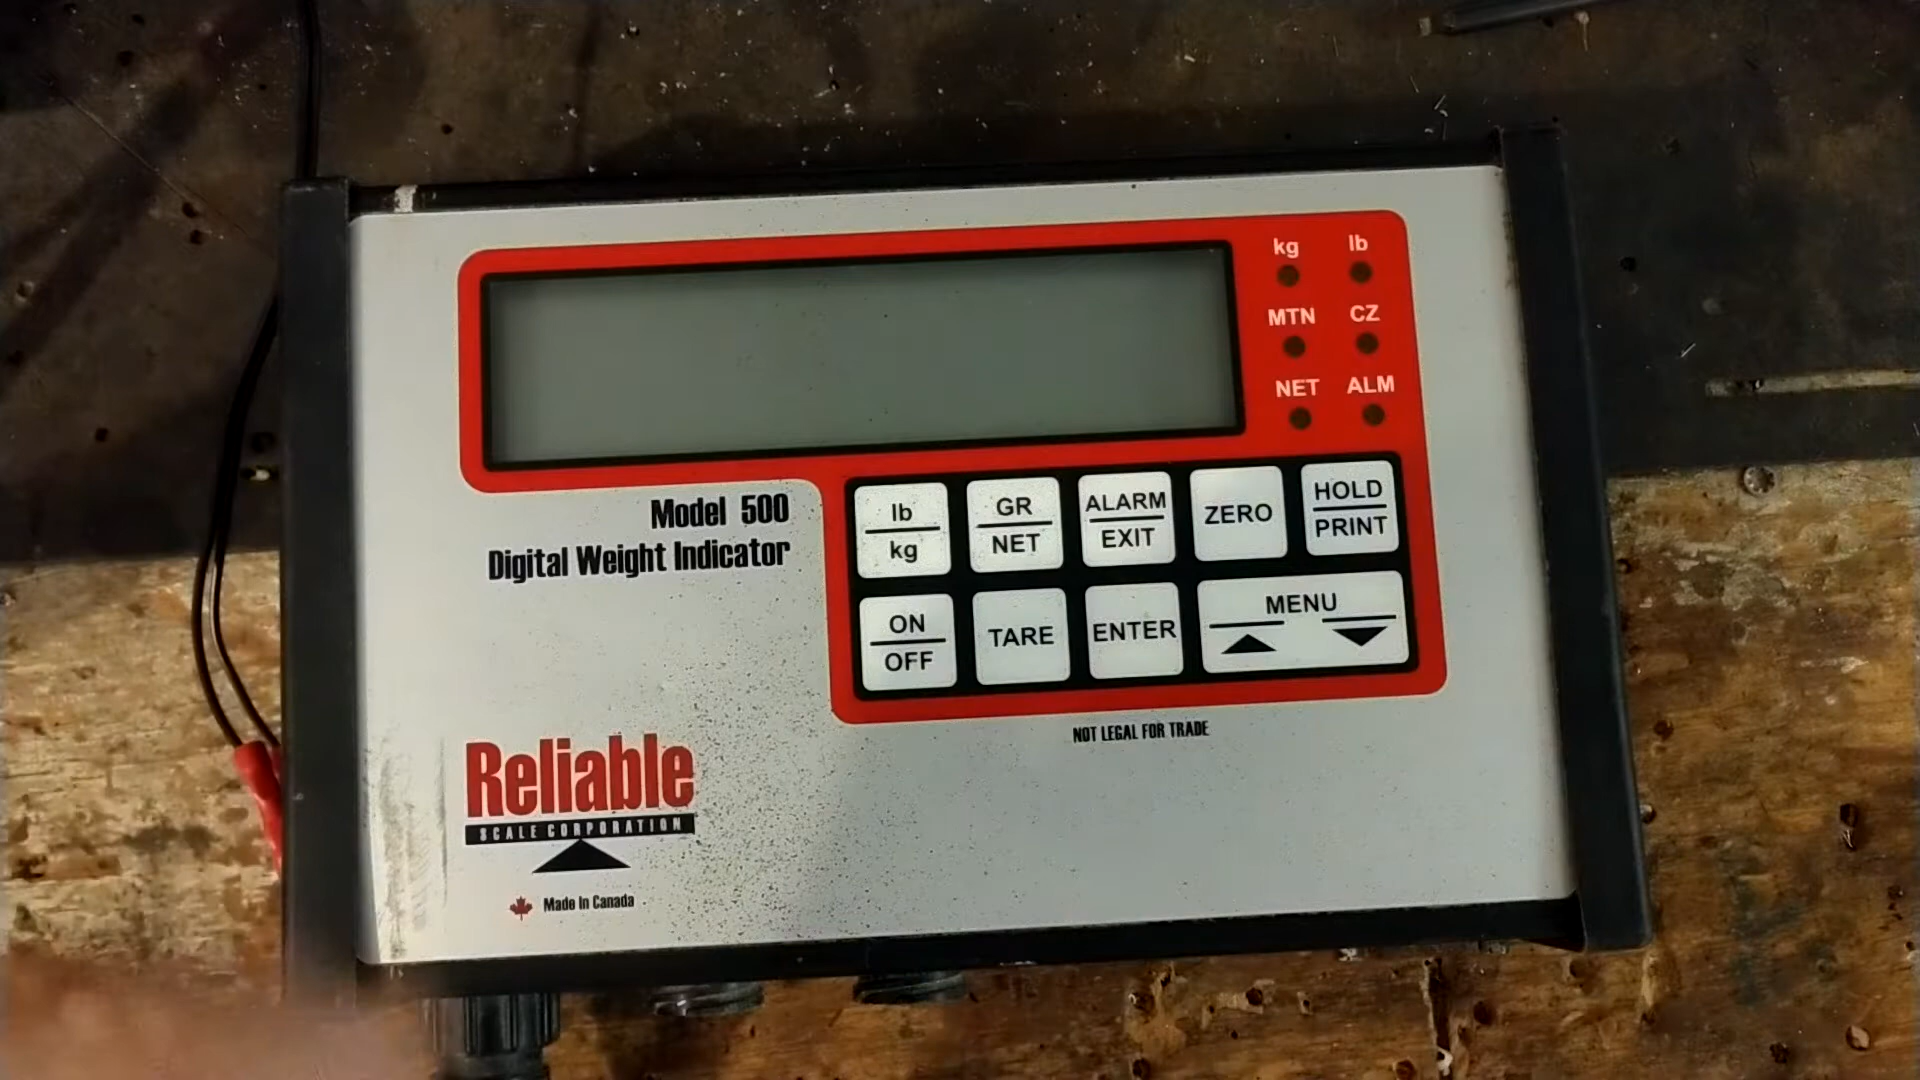 kg lb
MTN CZ
NET ALM
Model 500
Digital Weight Indicator
lb
kg
GR
NET
ALARM
EXIT
ZERO
HOLD
PRINT
ON
OFF
TARE
ENTER
MENU
NOT LEGAL FOR TRADE
Reliable
SCALE CORPORATION
Made In Canada